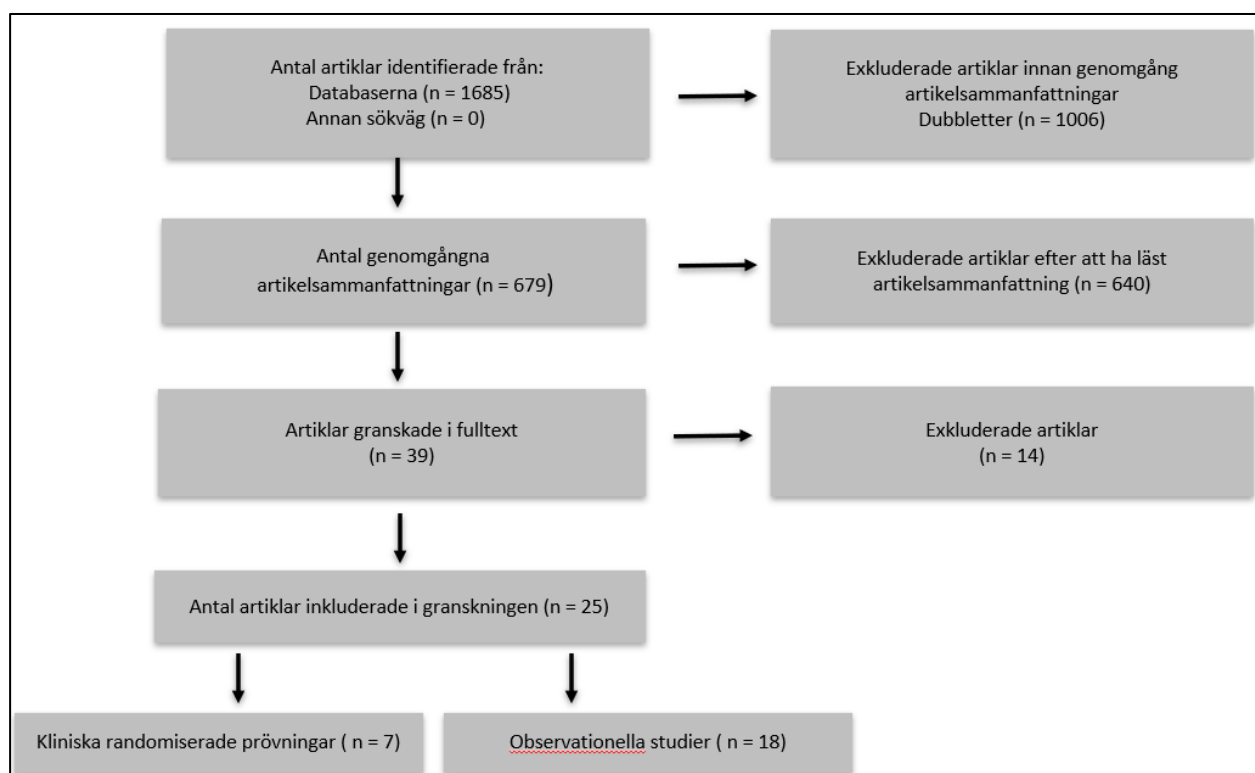 Antal artiklar identifierade från:
Databaserna (n = 1685)
Annan sökväg (n = 0)
Exkluderade artiklar innan genomgång
artikelsammanfattningar
Dubbletter (n = 1006)
Antal genomgångna
artikelsammanfattningar (n = 679)
Exkluderade artiklar efter att ha läst
artikelsammanfattning (n = 640)
Artiklar granskade i fulltext
(n = 39)
Exkluderade artiklar
(n = 14)
Antal artiklar inkluderade i granskningen (n = 25)
Kliniska randomiserade prövningar ( n = 7)
Observationella studier ( n = 18)